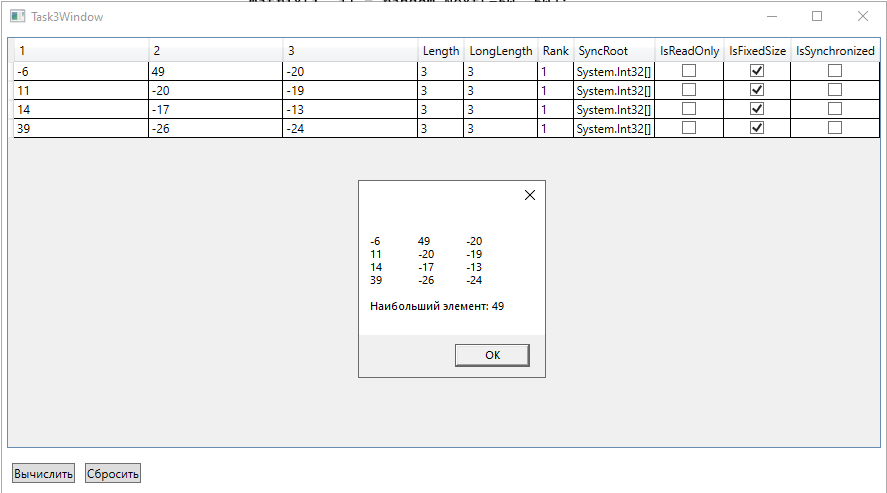 Task3Window
1 2 3 Length LongLength Rank SyncRoot IsReadOnly IsFixedSize IsSynchronized
-6 49 -20 3 3 1 System.Int32[]
11 -20 -19 3 3 1 System.Int32[]
14 -17 -13 3 3 1 System.Int32[]
39 -26 -24 3 3 1 System.Int32[]
-6 49 -20
11 -20 -19
14 -17 -13
39 -26 -24
Наибольший элемент: 49
OK
Вычислить Сбросить